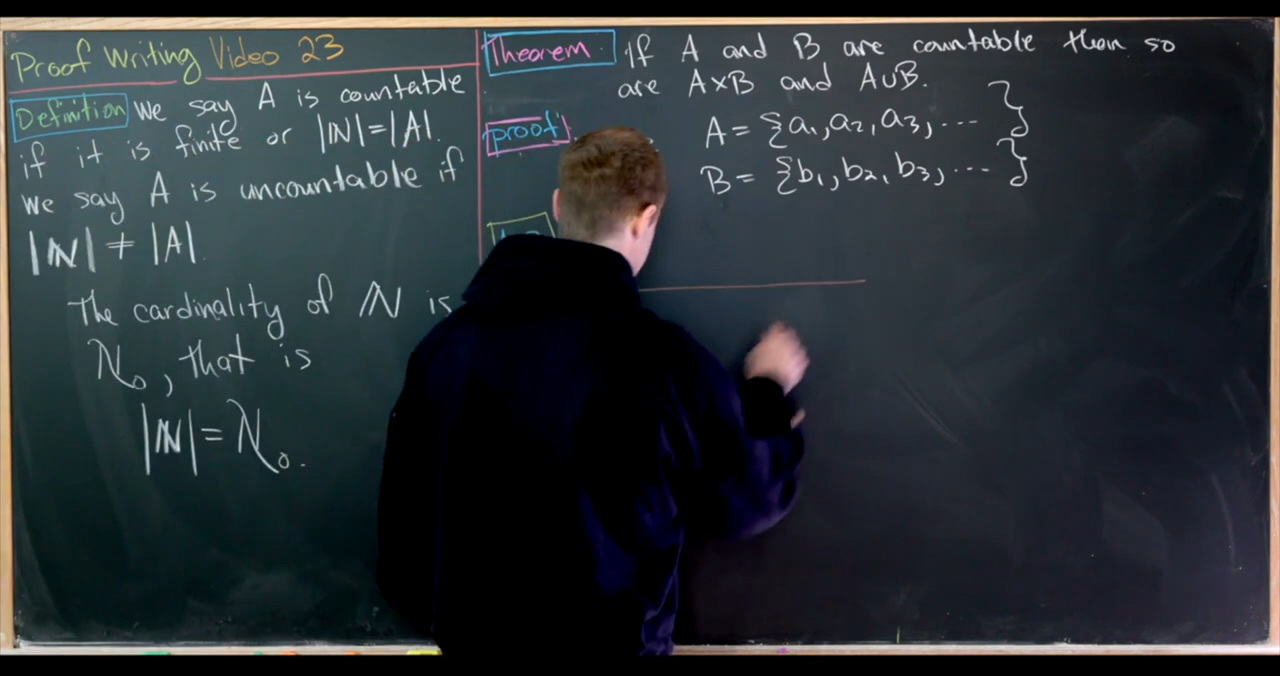 Proof Writing Video 23
Definition We say A is countable
if it is finite or |ℕ|=|A|.
We say A is uncountable if
|ℕ| ≠ |A|.
The cardinality of ℕ is
ℵ₀, that is
|ℕ|=ℵ₀.
Theorem If A and B are countable then so
are A×B and A∪B.
proof A = {a₁, a₂, a₃, ... }
B = {b₁, b₂, b₃, ... }